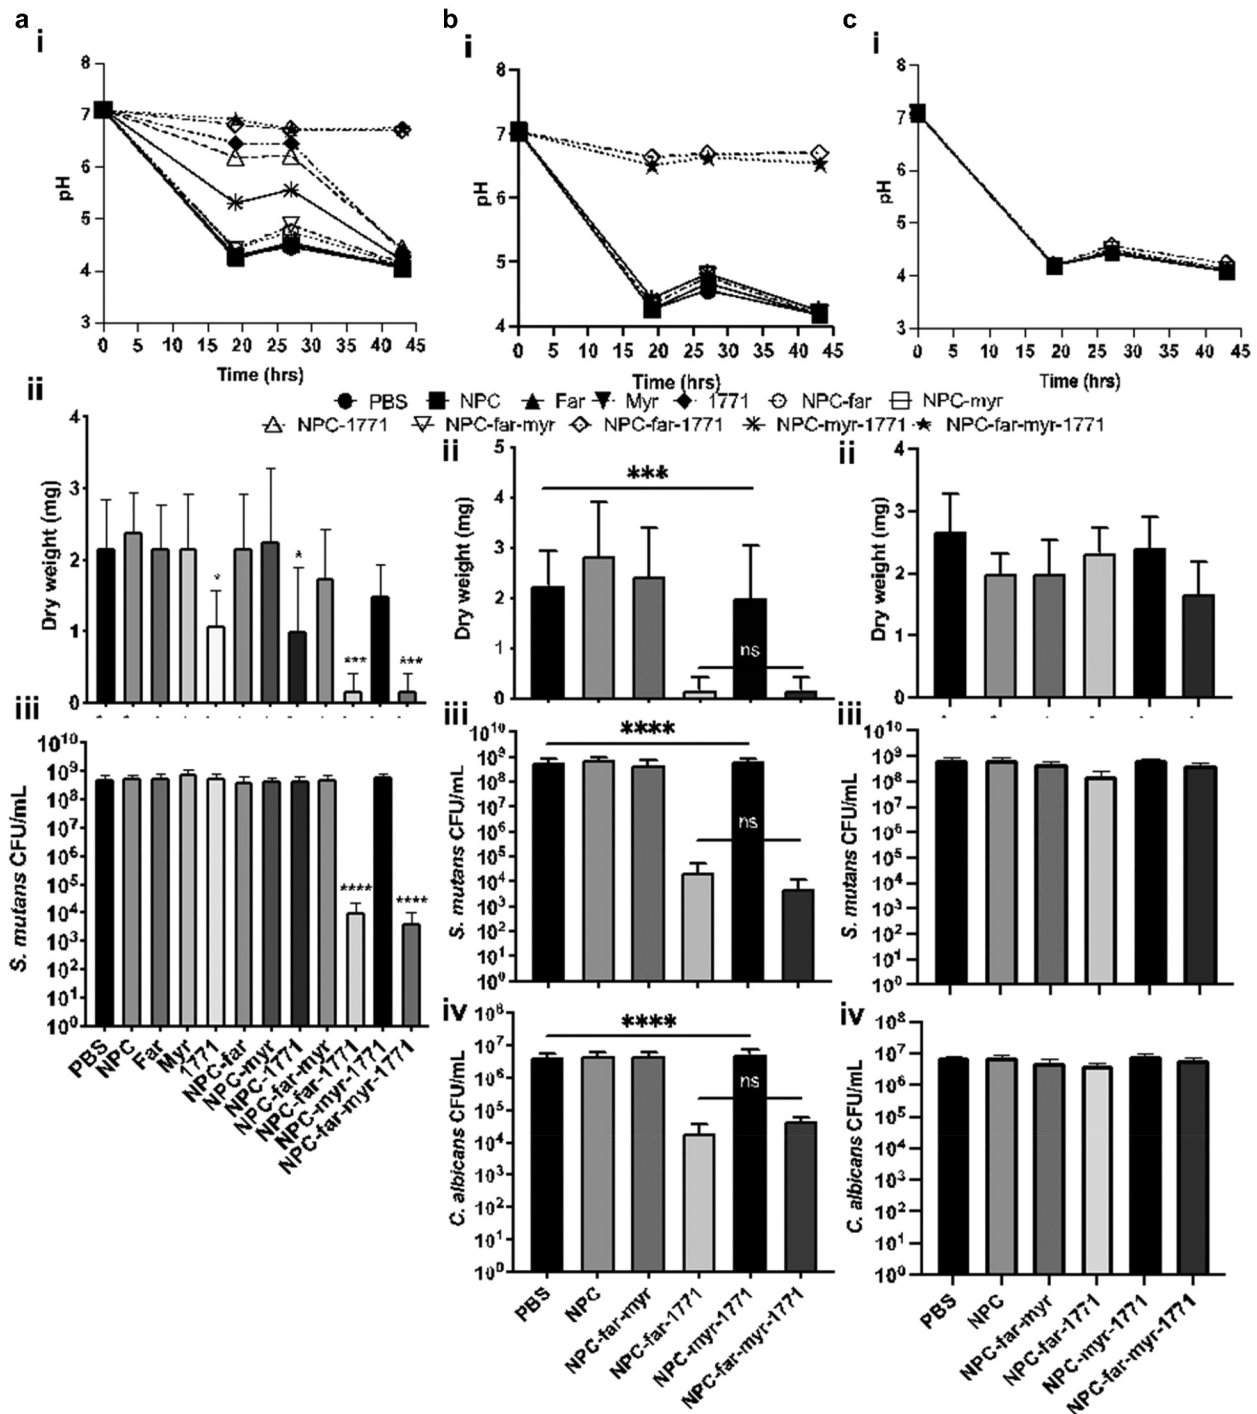 a
i
8
7
6
5
4
3
pH
0 5 10 15 20 25 30 35 40 45
Time (hrs)
b
i
8
7
6
5
4
pH
0 5 10 15 20 25 30 35 40 45
Time (hrs)
c
i
8
7
6
5
4
3
pH
0 5 10 15 20 25 30 35 40 45
Time (hrs)
PBS NPC Far Myr 1771 NPC-far NPC-myr
NPC-1771 NPC-far-myr NPC-far-1771 NPC-myr-1771 NPC-far-myr-1771
ii
4
3
2
1
0
Dry weight (mg)
* * *** ***
iii
10^10
10^9
10^8
10^7
10^6
10^5
10^4
10^3
10^2
10^1
10^0
S. mutans CFU/mL
**** ****
PBS
NPC
Far
Myr
1771
NPC-far
NPC-myr
NPC-1771
NPC-far-myr
NPC-far-1771
NPC-myr-1771
NPC-far-myr-1771
ii
5
4
3
2
1
0
Dry weight (mg)
***
ns
iii
10^10
10^9
10^8
10^7
10^6
10^5
10^4
10^3
10^2
10^1
10^0
S. mutans CFU/mL
****
ns
iv
10^8
10^7
10^6
10^5
10^4
10^3
10^2
10^1
10^0
C. albicans CFU/mL
****
ns
PBS
NPC
NPC-far-myr
NPC-far-1771
NPC-myr-1771
NPC-far-myr-1771
ii
4
3
2
1
0
Dry weight (mg)
iii
10^10
10^9
10^8
10^7
10^6
10^5
10^4
10^3
10^2
10^1
10^0
S. mutans CFU/mL
iv
10^8
10^7
10^6
10^5
10^4
10^3
10^2
10^1
10^0
C. albicans CFU/mL
PBS
NPC
NPC-far-myr
NPC-far-1771
NPC-myr-1771
NPC-far-myr-1771